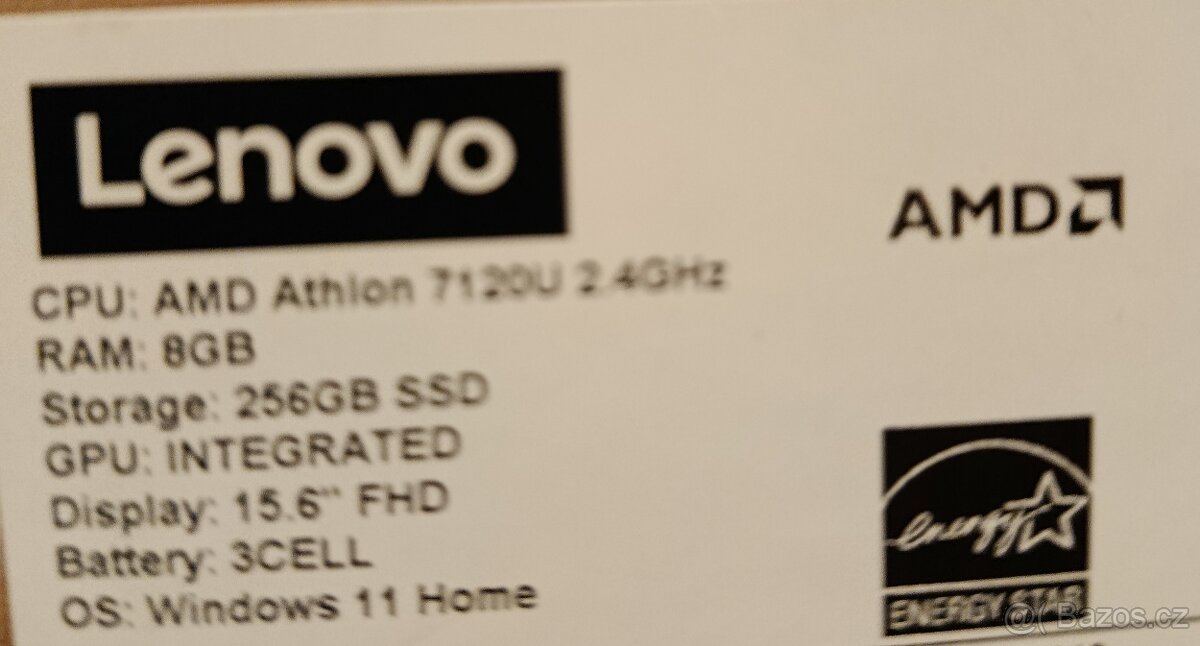 Lenovo
AMD
CPU: AMD Athlon 7120U 2.4GHz
RAM: 8GB
Storage: 256GB SSD
GPU: INTEGRATED
Display: 15.6" FHD
Battery: 3CELL
OS: Windows 11 Home
energy
ENERGY STAR
@( Bazos.cz